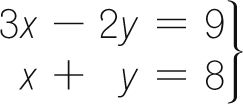 3x − 2y = 9
x + y = 8